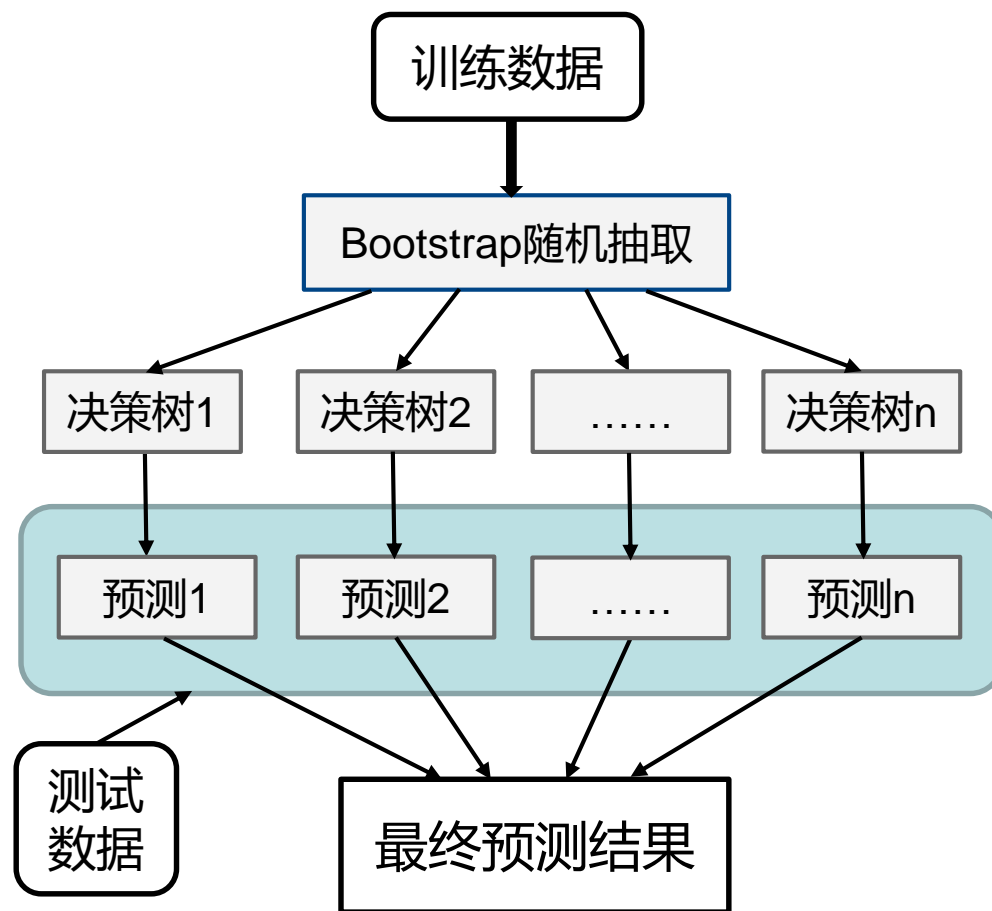 训练数据
Bootstrap随机抽取
决策树1
决策树2
……
决策树n
预测1
预测2
……
预测n
测试
数据
最终预测结果